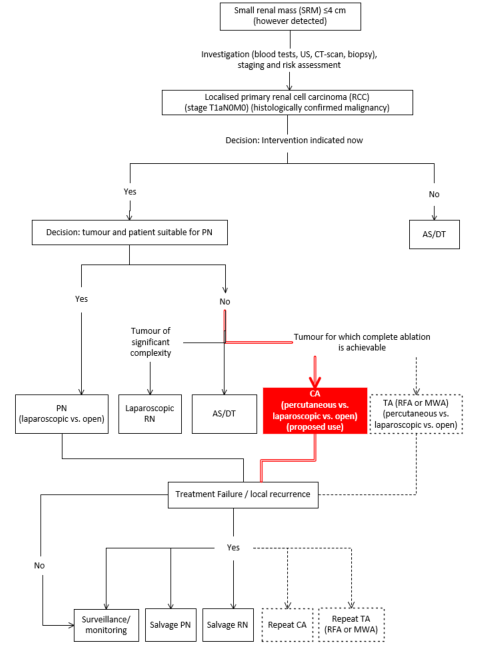 Small renal mass (SRM) ≤4 cm
(however detected)
Investigation (blood tests, US, CT-scan, biopsy),
staging and risk assessment
Localised primary renal cell carcinoma (RCC)
(stage T1aN0M0) (histologically confirmed malignancy)
Decision: Intervention indicated now
Yes
No
Decision: tumour and patient suitable for PN
AS/DT
Yes
No
Tumour of
significant
complexity
Tumour for which complete ablation
is achievable
PN
(laparoscopic vs. open)
Laparoscopic
RN
AS/DT
CA
(percutaneous vs.
laparoscopic vs. open)
(proposed use)
TA (RFA or MWA)
(percutaneous vs.
laparoscopic vs. open)
Treatment Failure / local recurrence
No
Yes
Surveillance/
monitoring
Salvage PN
Salvage RN
Repeat CA
Repeat TA
(RFA or MWA)